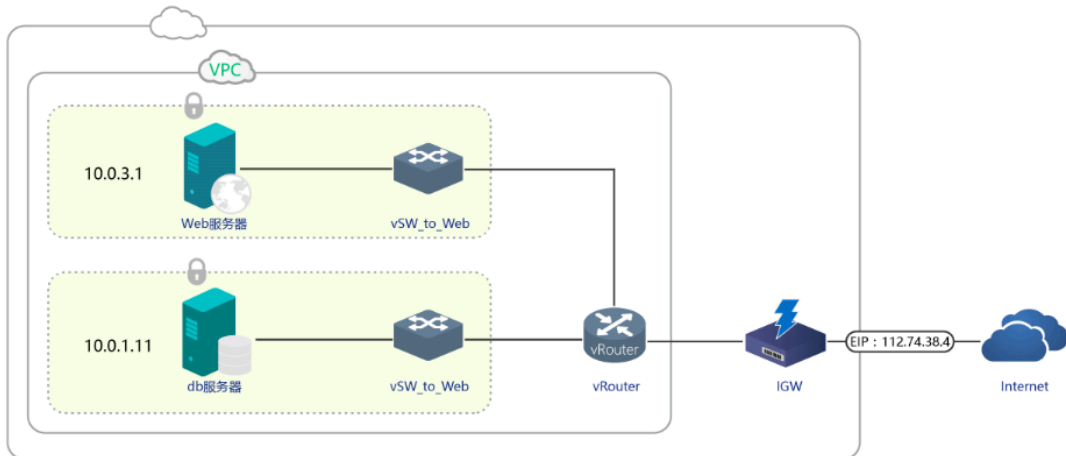 VPC
10.0.3.1
Web服务器
vSW_to_Web
10.0.1.11
db服务器
vSW_to_Web
vRouter
vRouter
IGW
EIP：112.74.38.4
Internet